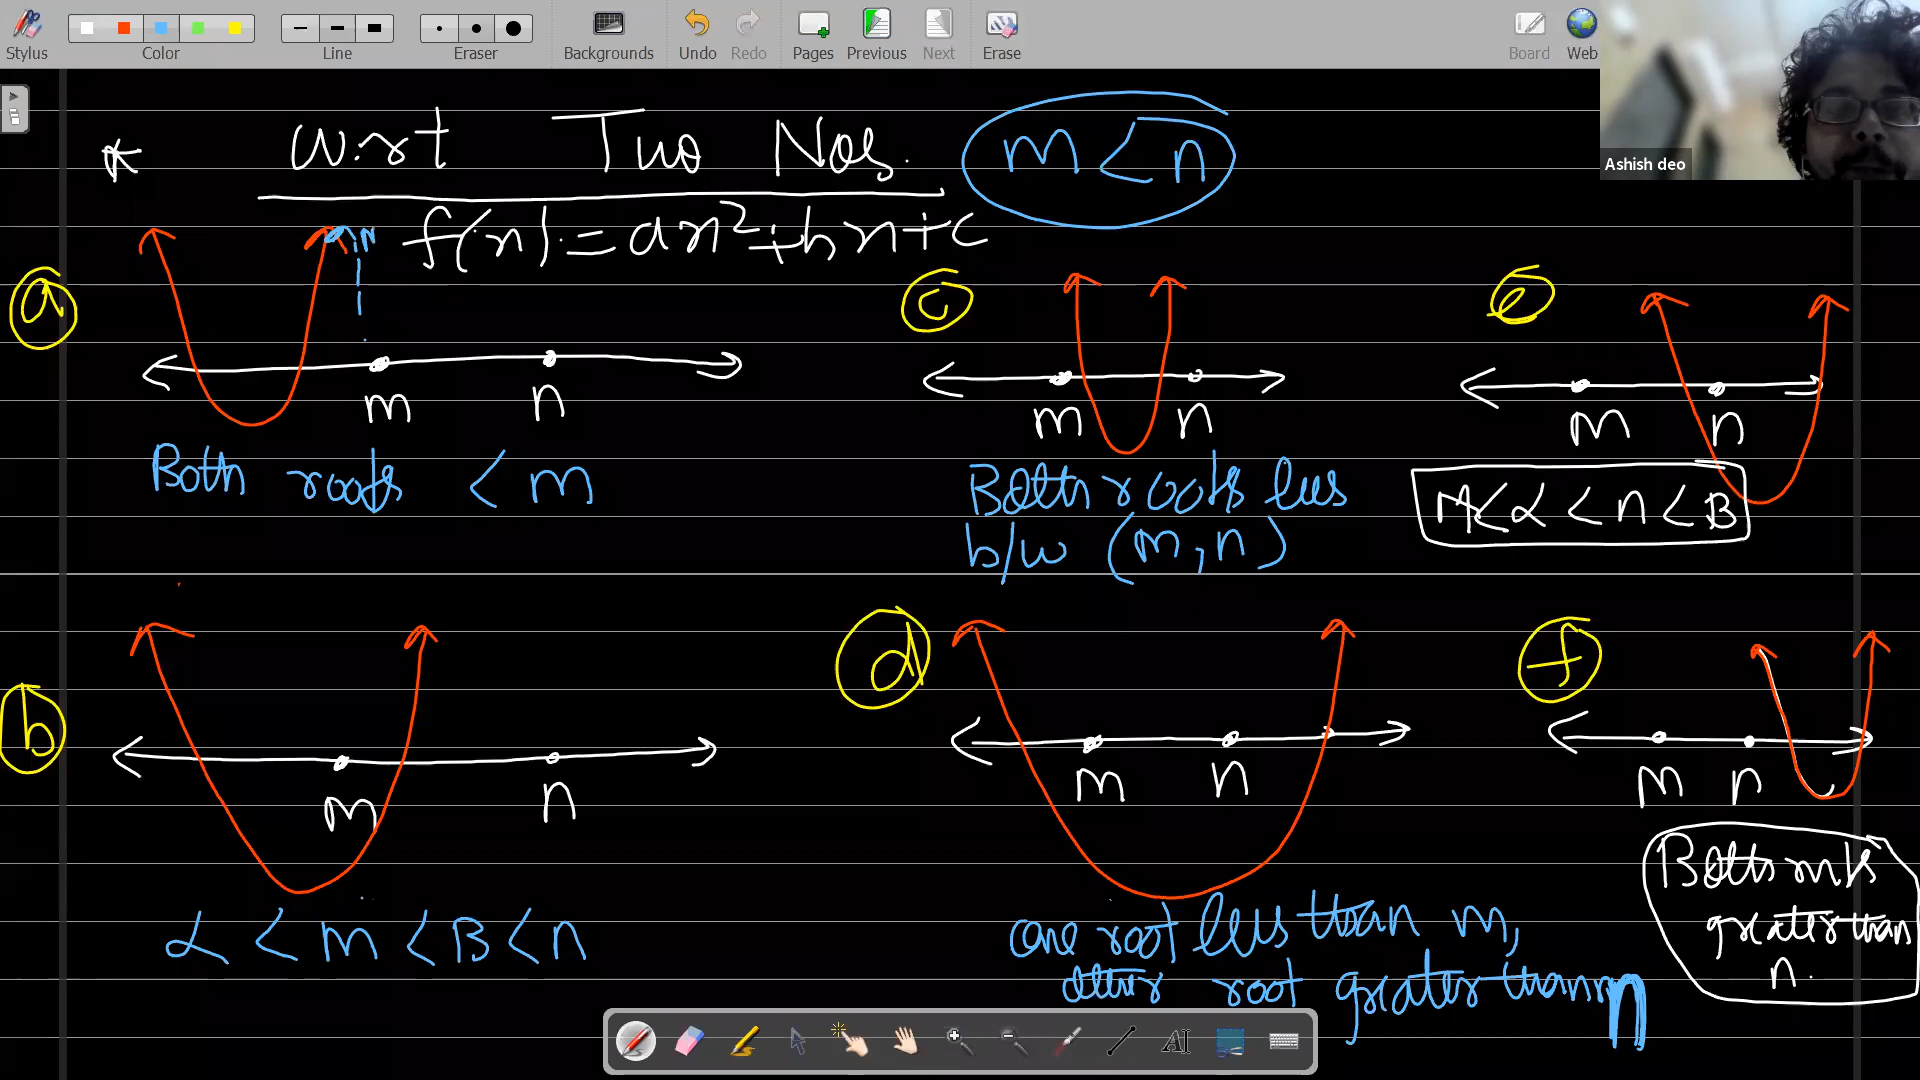 Stylus Color Line Eraser Backgrounds Undo Redo Pages Previous Next Erase Board Web
Ashish deo
* w.r.t Two Nos. m < n
f(x) = ax²+bx+c
a
m n
Both roots < m
c
m n
Both roots lies
b/w (m, n)
e
m n
m < α < n < β
b
m n
α < m < β < n
d
m n
one root less than m,
other root greater than n
f
m n
Both roots
greater than
n.
AI